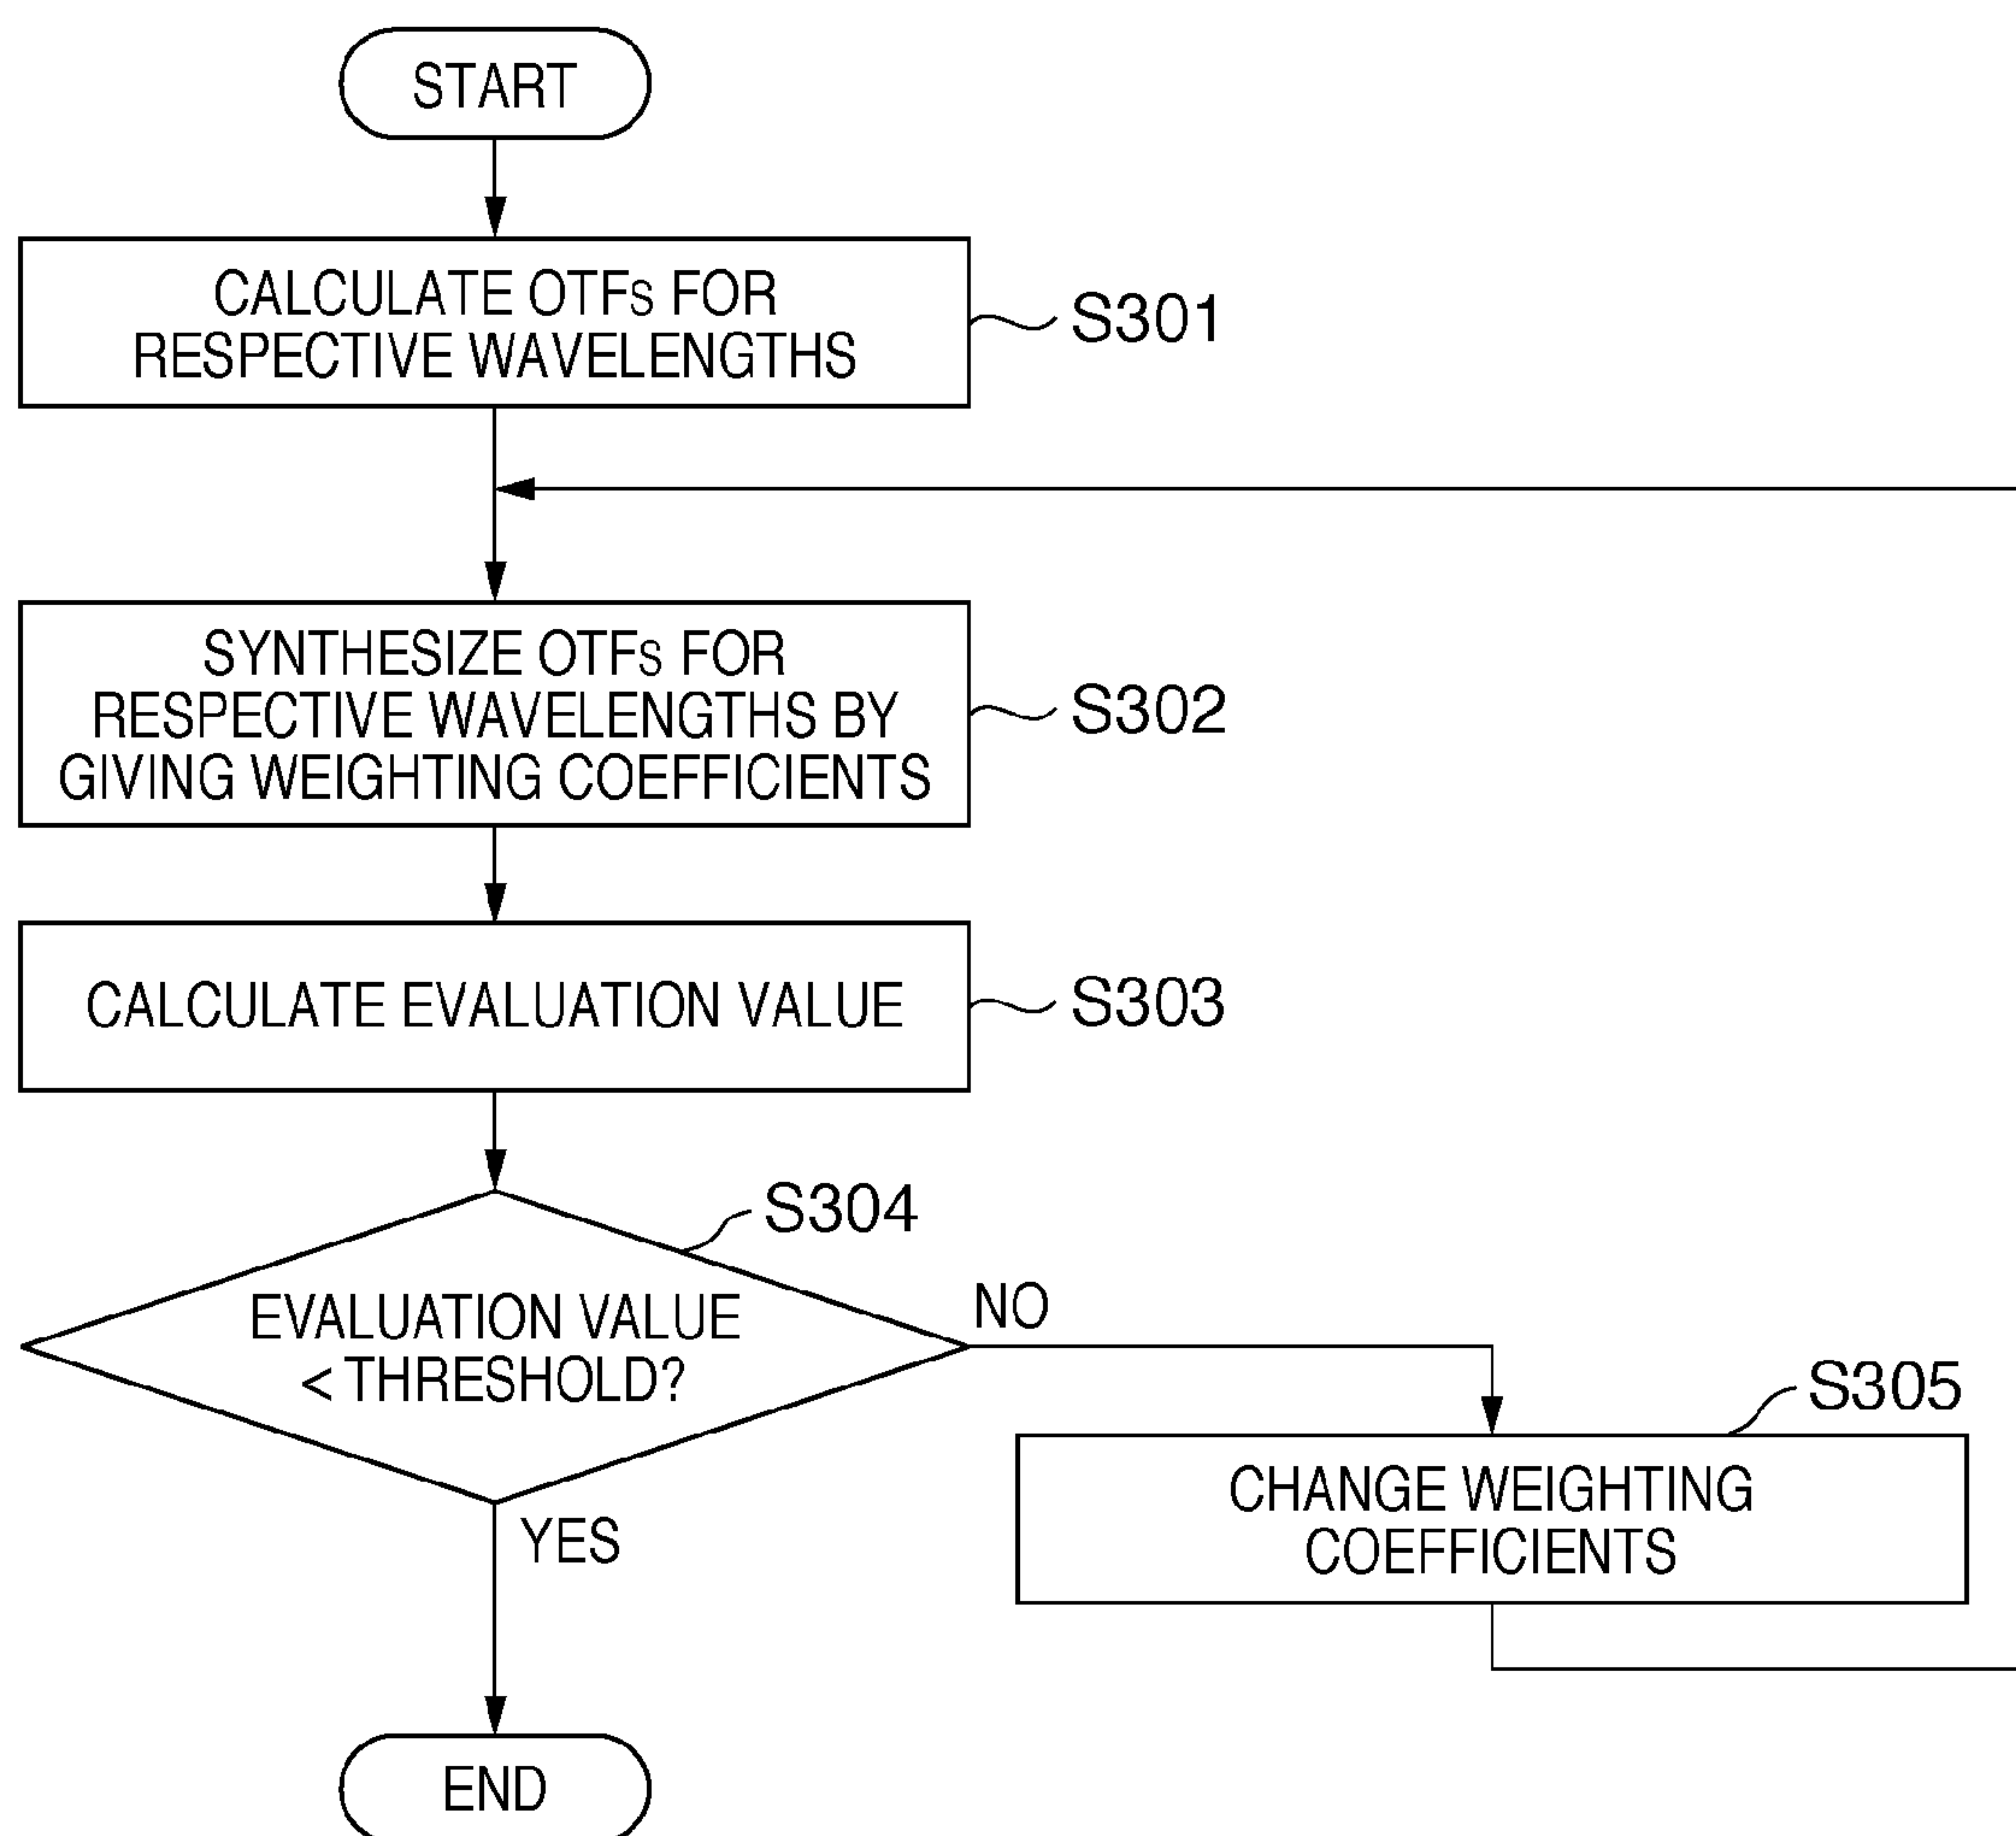 START
CALCULATE OTFs FOR
RESPECTIVE WAVELENGTHS
S301
SYNTHESIZE OTFs FOR
RESPECTIVE WAVELENGTHS BY
GIVING WEIGHTING COEFFICIENTS
S302
CALCULATE EVALUATION VALUE
S303
S304
EVALUATION VALUE
< THRESHOLD?
NO
YES
S305
CHANGE WEIGHTING
COEFFICIENTS
END